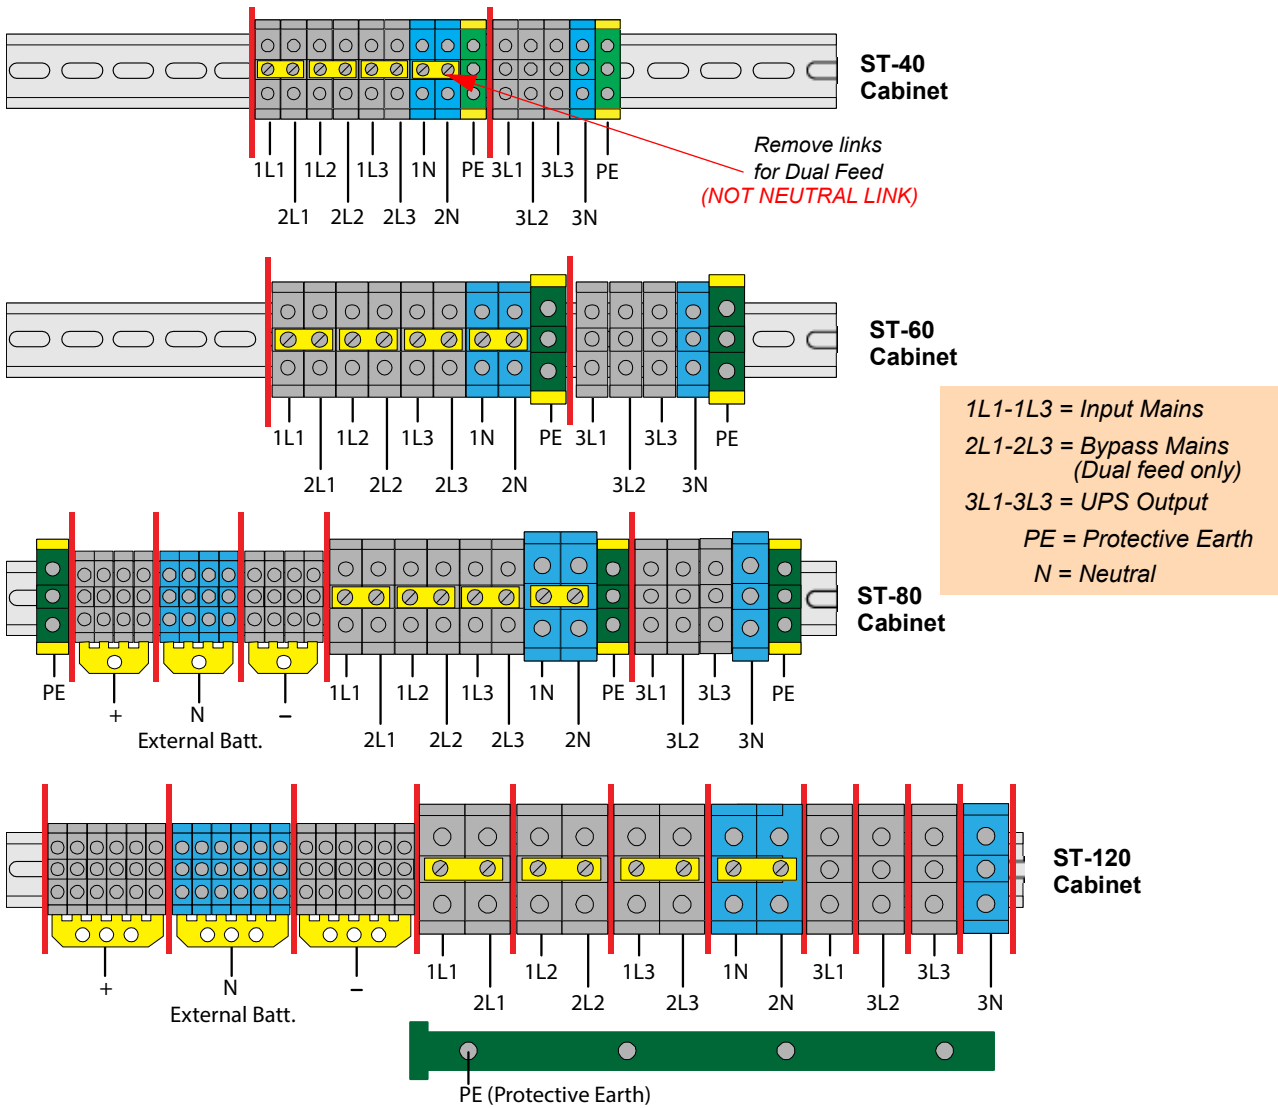 ST-40
Cabinet
1L1 1L2 1L3 1N PE 3L1 3L3 PE
2L1 2L2 2L3 2N 3L2 3N
Remove links
for Dual Feed
(NOT NEUTRAL LINK)
ST-60
Cabinet
1L1 1L2 1L3 1N PE 3L1 3L3 PE
2L1 2L2 2L3 2N 3L2 3N
1L1-1L3 = Input Mains
2L1-2L3 = Bypass Mains
(Dual feed only)
3L1-3L3 = UPS Output
PE = Protective Earth
N = Neutral
ST-80
Cabinet
PE 1L1 1L2 1L3 1N PE 3L1 3L3 PE
+ N –
External Batt.
2L1 2L2 2L3 2N 3L2 3N
ST-120
Cabinet
1L1 1L2 1L3 1N 3L1 3L3
+ N –
External Batt.
2L1 2L2 2L3 2N 3L2 3N
PE (Protective Earth)